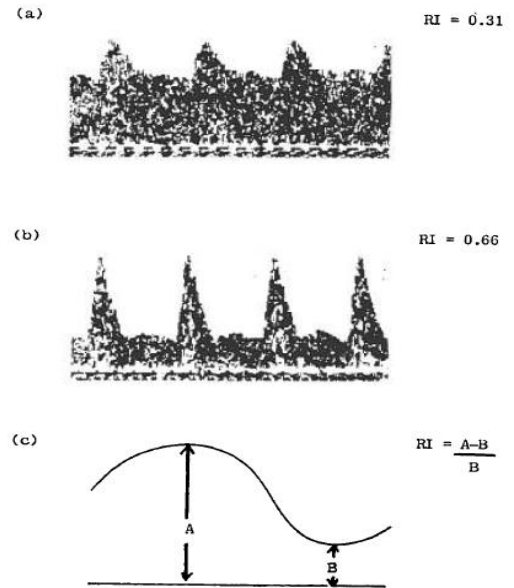 (a)
RI = 0.31
(b)
RI = 0.66
(c)
RI = A-B
B
A
B